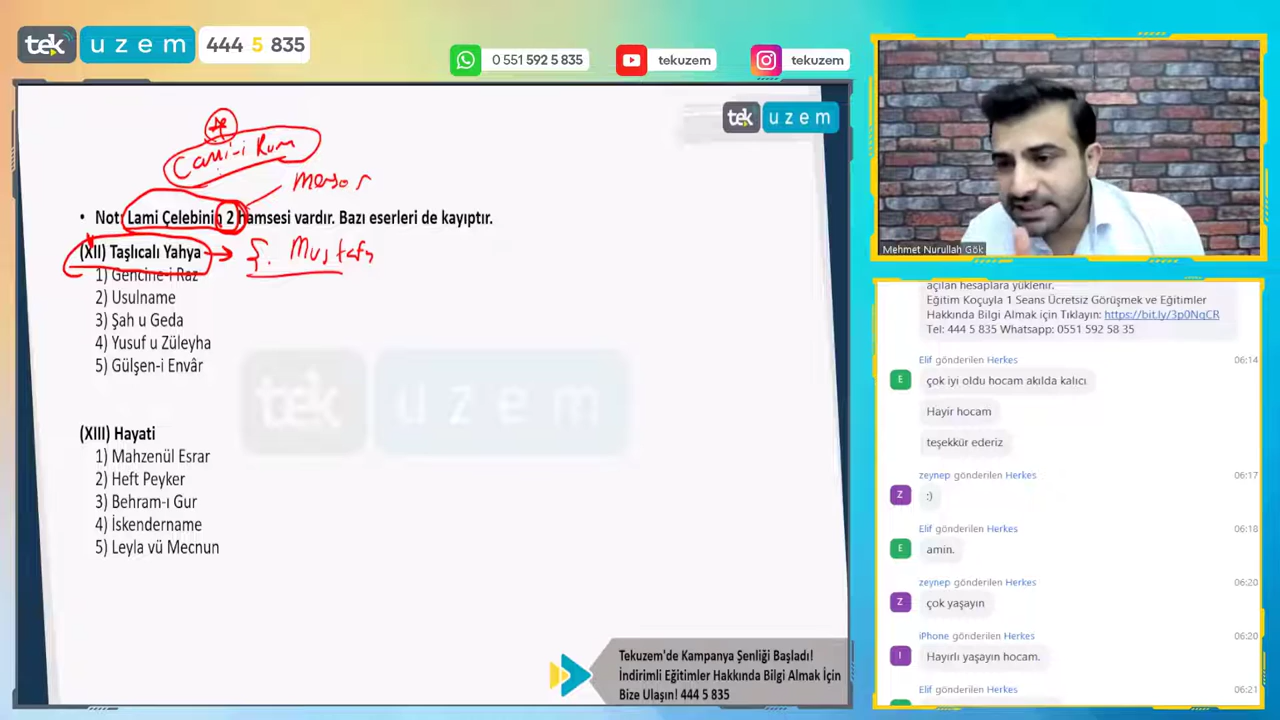 tek uzem 444 5 835
0 551 592 5 835
tekuzem
tekuzem
tek uzem
Cami-i Rum
• Not: Lami Çelebinin 2 hamsesi vardır. Bazı eserleri de kayıptır.
(XII) Taşlıcalı Yahya
Ş. Mustafa
1) Gencine-i Raz
2) Usulname
3) Şah u Geda
4) Yusuf u Züleyha
5) Gülşen-i Envâr
tek uzem
(XIII) Hayati
1) Mahzenül Esrar
2) Heft Peyker
3) Behram-ı Gur
4) İskendername
5) Leyla vü Mecnun
Tekuzem'de Kampanya Şenliği Başladı!
İndirimli Eğitimler Hakkında Bilgi Almak İçin
Bize Ulaşın! 444 5 835
Mehmet Nurullah Gök
açılan hesaplara yüklenir.
Eğitim Koçuyla 1 Seans Ücretsiz Görüşmek ve Eğitimler
Hakkında Bilgi Almak için Tıklayın: https://bit.ly/3p0NqCR
Tel: 444 5 835 Whatsapp: 0551 592 58 35
Elif gönderilen Herkes 06:14
E çok iyi oldu hocam akılda kalıcı
Hayir hocam
teşekkür ederiz
zeynep gönderilen Herkes 06:17
Z :)
Elif gönderilen Herkes 06:18
E amin.
zeynep gönderilen Herkes 06:20
Z çok yaşayın
iPhone gönderilen Herkes 06:20
I Hayırlı yaşayın hocam.
Elif gönderilen Herkes 06:21